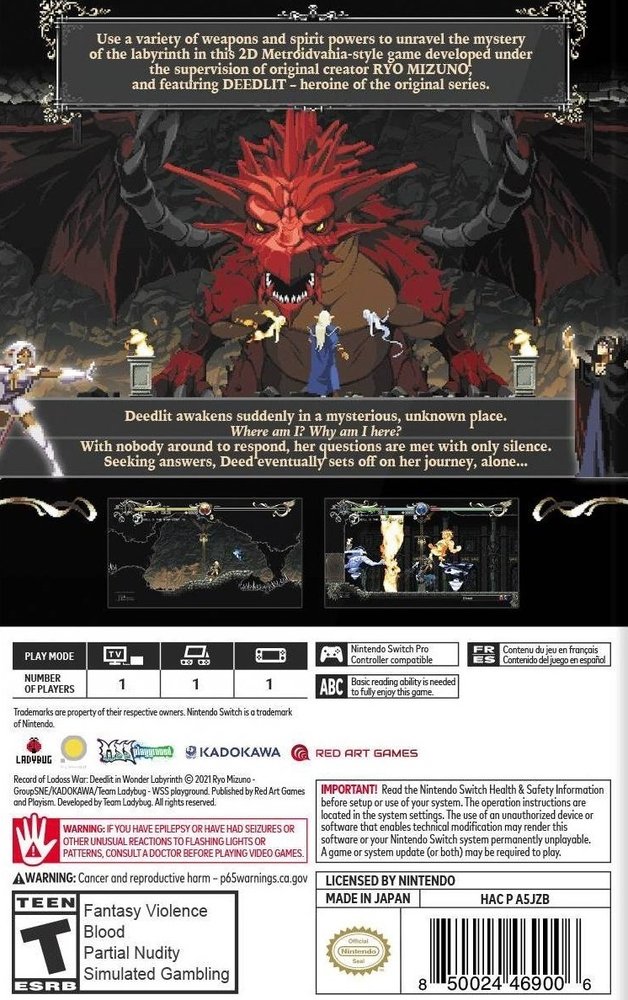 Use a variety of weapons and spirit powers to unravel the mystery
of the labyrinth in this 2D Metroidvania-style game developed under
the supervision of original creator RYO MIZUNO,
and featuring DEEDLIT – heroine of the original series.
Deedlit awakens suddenly in a mysterious, unknown place.
Where am I? Why am I here?
With nobody around to respond, her questions are met with only silence.
Seeking answers, Deed eventually sets off on her journey, alone...
PLAY MODE
TV
NUMBER
OF PLAYERS
1
1
1
Nintendo Switch Pro
Controller compatible
FR
ES
Contenu du jeu en français
Contenido del juego en español
ABC
Basic reading ability is needed
to fully enjoy this game.
Trademarks are property of their respective owners. Nintendo Switch is a trademark
of Nintendo.
LADYBUG
WSS playground
KADOKAWA
RED ART GAMES
Record of Lodoss War: Deedlit in Wonder Labyrinth © 2021 Ryo Mizuno -
GroupSNE/KADOKAWA/Team Ladybug - WSS playground. Published by Red Art Games
and Playism. Developed by Team Ladybug. All rights reserved.
WARNING: IF YOU HAVE EPILEPSY OR HAVE HAD SEIZURES OR
OTHER UNUSUAL REACTIONS TO FLASHING LIGHTS OR
PATTERNS, CONSULT A DOCTOR BEFORE PLAYING VIDEO GAMES.
WARNING: Cancer and reproductive harm – p65warnings.ca.gov
IMPORTANT! Read the Nintendo Switch Health & Safety Information
before setup or use of your system. The operation instructions are
located in the system settings. The use of an unauthorized device or
software that enables technical modification may render this
software or your Nintendo Switch system permanently unplayable.
A game or system update (or both) may be required to play.
TEEN
T
ESRB
Fantasy Violence
Blood
Partial Nudity
Simulated Gambling
LICENSED BY NINTENDO
MADE IN JAPAN
HAC P A5JZB
Official
Nintendo
Seal
8 50024 46900 6